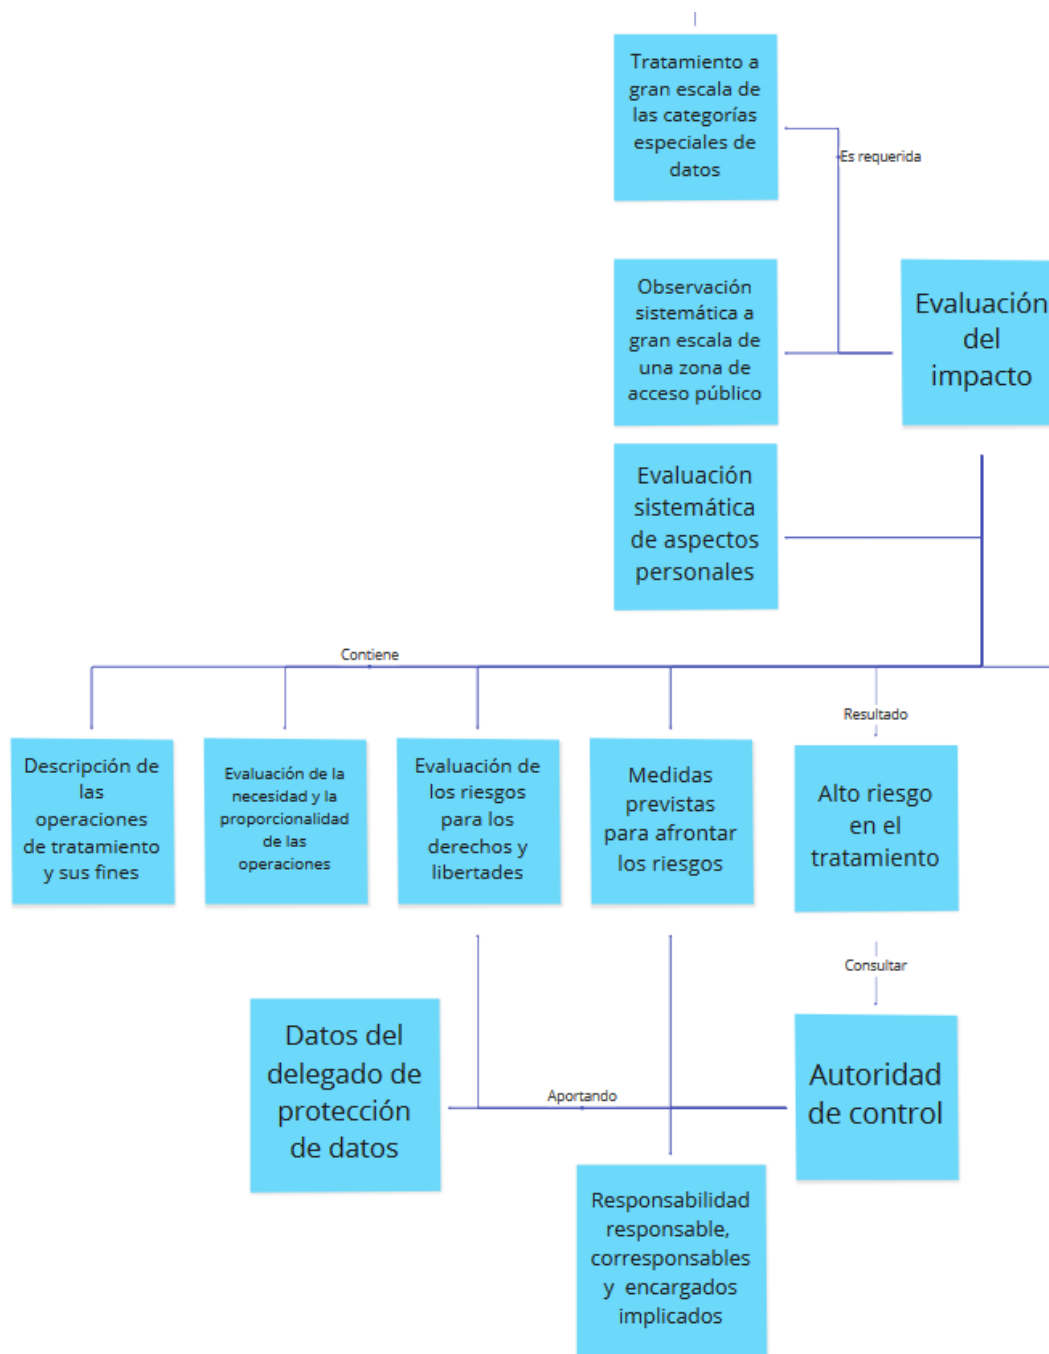 Tratamiento a
gran escala de
las categorías
especiales de
datos
Es requerida
Observación
sistemática a
gran escala de
una zona de
acceso público
Evaluación
del
impacto
Evaluación
sistemática
de aspectos
personales
Contiene
Resultado
Descripción de
las
operaciones
de tratamiento
y sus fines
Evaluación de la
necesidad y la
proporcionalidad
de las
operaciones
Evaluación de
los riesgos
para los
derechos y
libertades
Medidas
previstas
para afrontar
los riesgos
Alto riesgo
en el
tratamiento
Consultar
Datos del
delegado de
protección
de datos
Aportando
Autoridad
de control
Responsabilidad
responsable,
corresponsables
y encargados
implicados